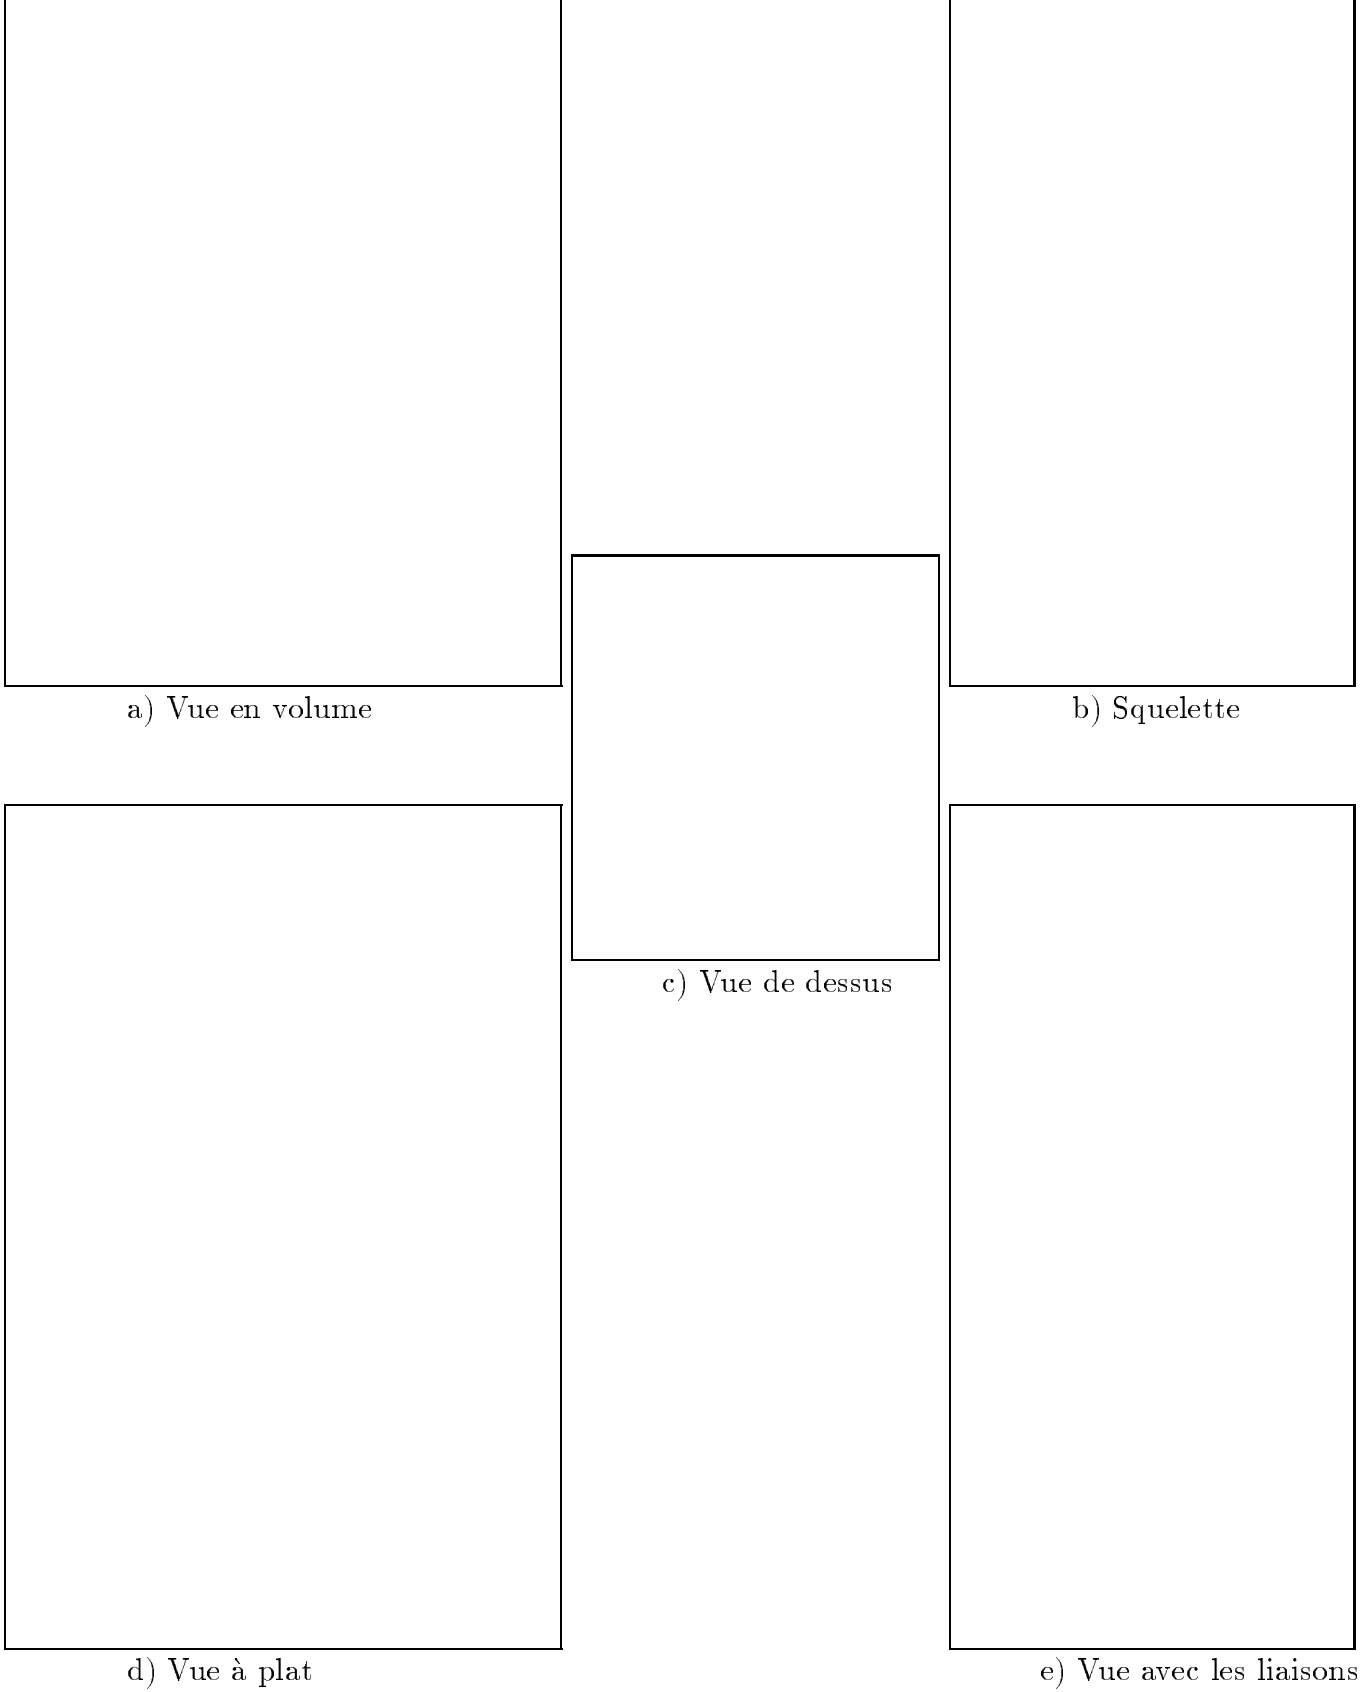 a) Vue en volume
b) Squelette
c) Vue de dessus
d) Vue à plat
e) Vue avec les liaisons